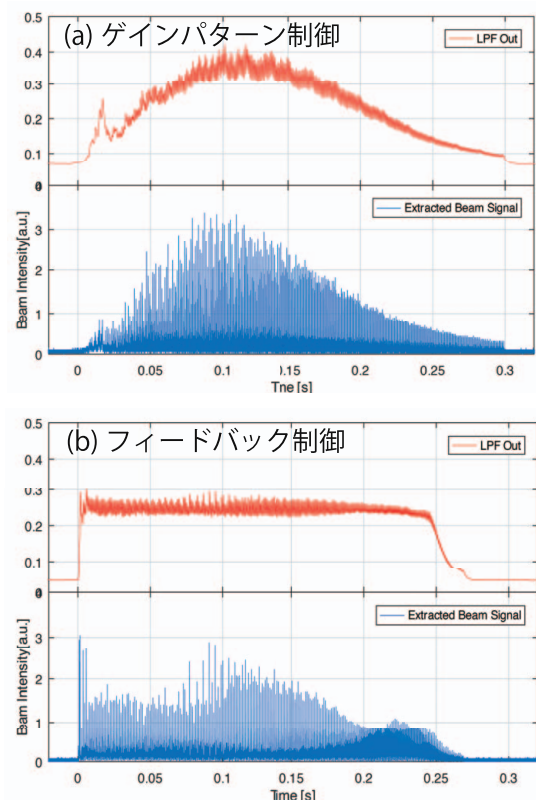 0.5
(a) ゲインパターン制御
LPF Out
0.4
0.3
0.2
0.1
Extracted Beam Signal
Beam Intensity[a.u.]
3
2
1
0
0 0.05 0.1 0.15 0.2 0.25 0.3
0.5
(b) フィードバック制御
LPF Out
0.4
0.3
0.2
0.1
Extracted Beam Signal
Beam Intensity[a.u.]
3
2
1
0
0 0.05 0.1 0.15 0.2 0.25 0.3
Time [s]